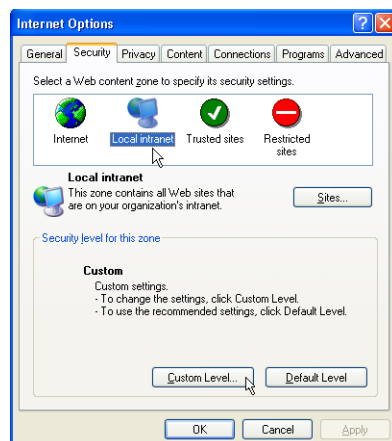 Internet Options
General Security Privacy Content Connections Programs Advanced
Select a Web content zone to specify its security settings.
Internet Local intranet Trusted sites Restricted
sites
Local intranet
This zone contains all Web sites that
are on your organization's intranet.
Sites...
Security level for this zone
Custom
Custom settings.
- To change the settings, click Custom Level.
- To use the recommended settings, click Default Level.
Custom Level... Default Level
OK Cancel Apply